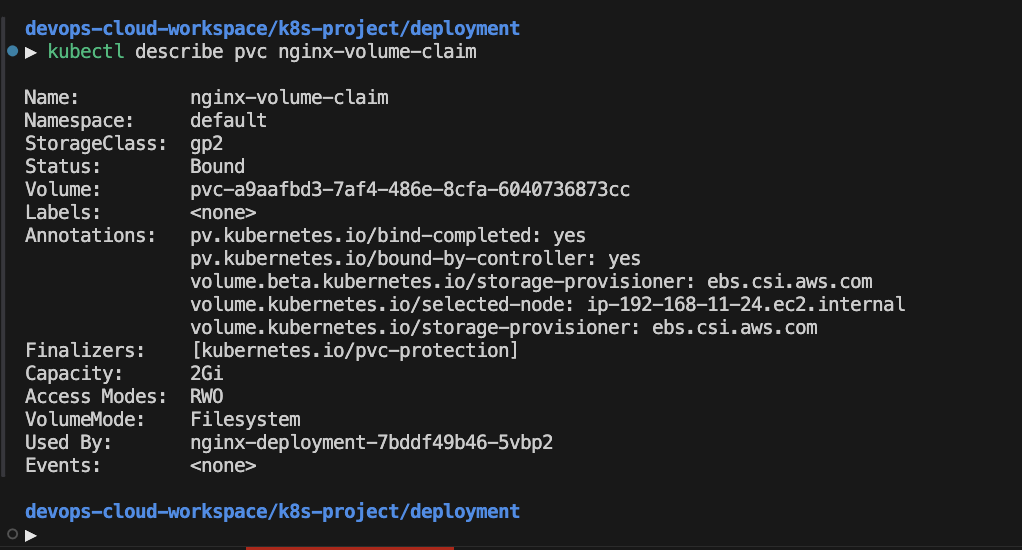 devops-cloud-workspace/k8s-project/deployment
▶ kubectl describe pvc nginx-volume-claim
Name: nginx-volume-claim
Namespace: default
StorageClass: gp2
Status: Bound
Volume: pvc-a9aafbd3-7af4-486e-8cfa-6040736873cc
Labels: <none>
Annotations: pv.kubernetes.io/bind-completed: yes
pv.kubernetes.io/bound-by-controller: yes
volume.beta.kubernetes.io/storage-provisioner: ebs.csi.aws.com
volume.kubernetes.io/selected-node: ip-192-168-11-24.ec2.internal
volume.kubernetes.io/storage-provisioner: ebs.csi.aws.com
Finalizers: [kubernetes.io/pvc-protection]
Capacity: 2Gi
Access Modes: RWO
VolumeMode: Filesystem
Used By: nginx-deployment-7bddf49b46-5vbp2
Events: <none>
devops-cloud-workspace/k8s-project/deployment
▶